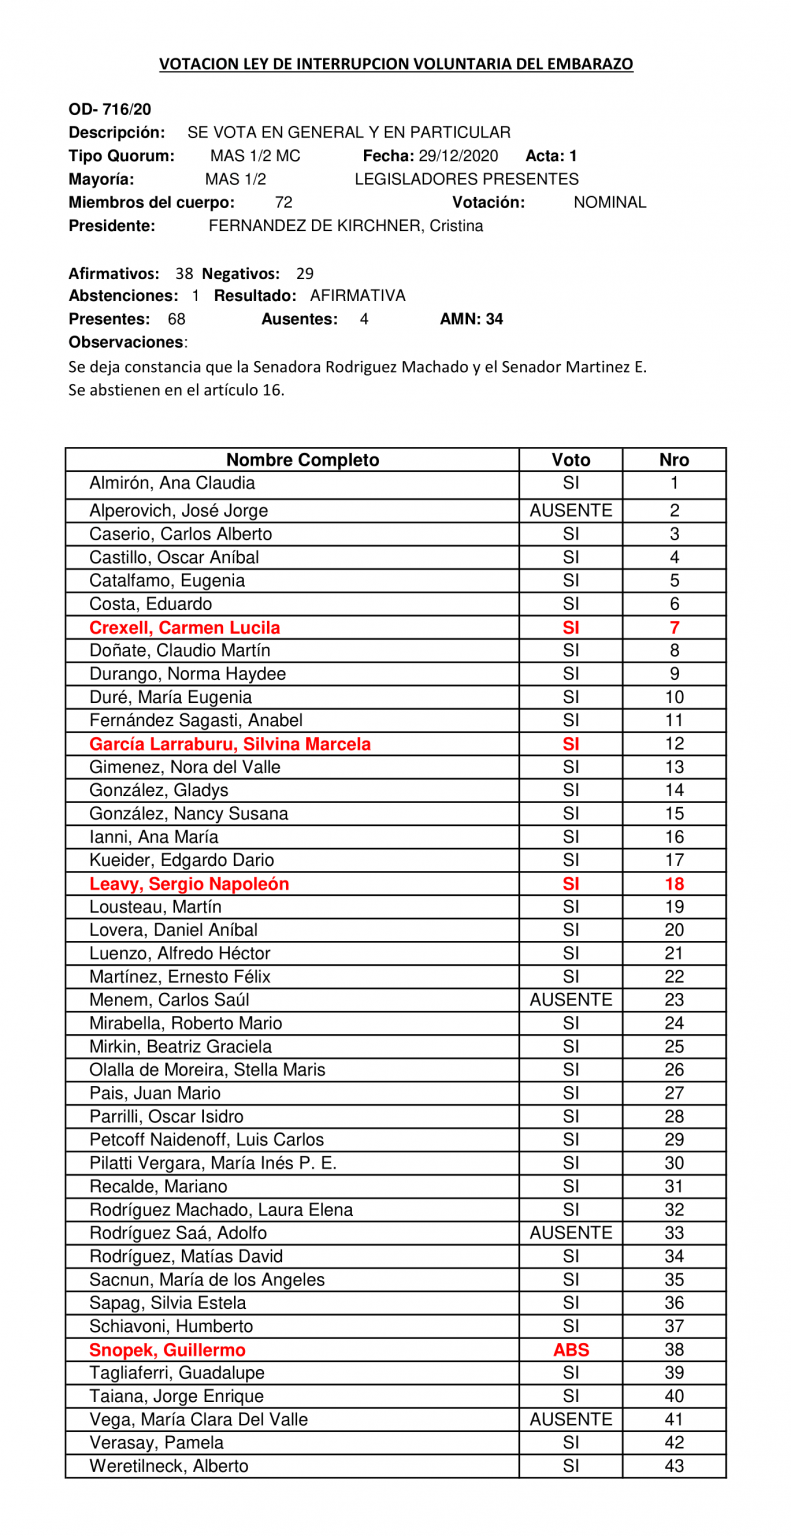 VOTACION LEY DE INTERRUPCION VOLUNTARIA DEL EMBARAZO
OD- 716/20
Descripción: SE VOTA EN GENERAL Y EN PARTICULAR
Tipo Quorum: MAS 1/2 MC Fecha: 29/12/2020 Acta: 1
Mayoría: MAS 1/2 LEGISLADORES PRESENTES
Miembros del cuerpo: 72 Votación: NOMINAL
Presidente: FERNANDEZ DE KIRCHNER, Cristina
Afirmativos: 38 Negativos: 29
Abstenciones: 1 Resultado: AFIRMATIVA
Presentes: 68 Ausentes: 4 AMN: 34
Observaciones:
Se deja constancia que la Senadora Rodriguez Machado y el Senador Martinez E.
Se abstienen en el artículo 16.
Nombre Completo Voto Nro
Almirón, Ana Claudia SI 1
Alperovich, José Jorge AUSENTE 2
Caserio, Carlos Alberto SI 3
Castillo, Oscar Aníbal SI 4
Catalfamo, Eugenia SI 5
Costa, Eduardo SI 6
Crexell, Carmen Lucila SI 7
Doñate, Claudio Martín SI 8
Durango, Norma Haydee SI 9
Duré, María Eugenia SI 10
Fernández Sagasti, Anabel SI 11
García Larraburu, Silvina Marcela SI 12
Gimenez, Nora del Valle SI 13
González, Gladys SI 14
González, Nancy Susana SI 15
Ianni, Ana María SI 16
Kueider, Edgardo Dario SI 17
Leavy, Sergio Napoleón SI 18
Lousteau, Martín SI 19
Lovera, Daniel Aníbal SI 20
Luenzo, Alfredo Héctor SI 21
Martínez, Ernesto Félix SI 22
Menem, Carlos Saúl AUSENTE 23
Mirabella, Roberto Mario SI 24
Mirkin, Beatriz Graciela SI 25
Olalla de Moreira, Stella Maris SI 26
Pais, Juan Mario SI 27
Parrilli, Oscar Isidro SI 28
Petcoff Naidenoff, Luis Carlos SI 29
Pilatti Vergara, María Inés P. E. SI 30
Recalde, Mariano SI 31
Rodríguez Machado, Laura Elena SI 32
Rodríguez Saá, Adolfo AUSENTE 33
Rodríguez, Matías David SI 34
Sacnun, María de los Angeles SI 35
Sapag, Silvia Estela SI 36
Schiavoni, Humberto SI 37
Snopek, Guillermo ABS 38
Tagliaferri, Guadalupe SI 39
Taiana, Jorge Enrique SI 40
Vega, María Clara Del Valle AUSENTE 41
Verasay, Pamela SI 42
Weretilneck, Alberto SI 43